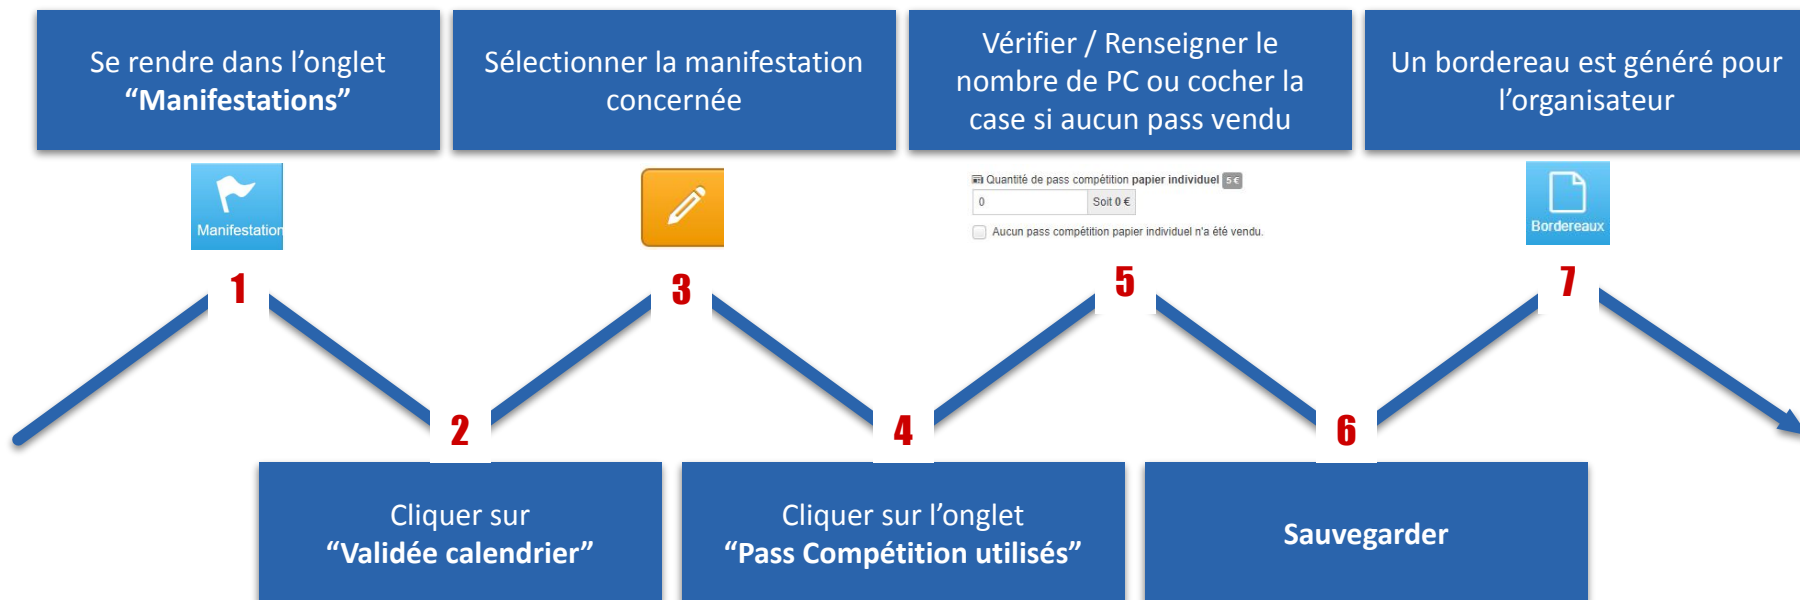 Se rendre dans l’onglet
“Manifestations”
Manifestation
1
2
Cliquer sur
“Validée calendrier”
Sélectionner la manifestation
concernée
3
4
Cliquer sur l’onglet
“Pass Compétition utilisés”
Vérifier / Renseigner le
nombre de PC ou cocher la
case si aucun pass vendu
Quantité de pass compétition papier individuel 5 €
0 Soit 0 €
Aucun pass compétition papier individuel n'a été vendu.
5
6
Sauvegarder
Un bordereau est généré pour
l’organisateur
Bordereaux
7